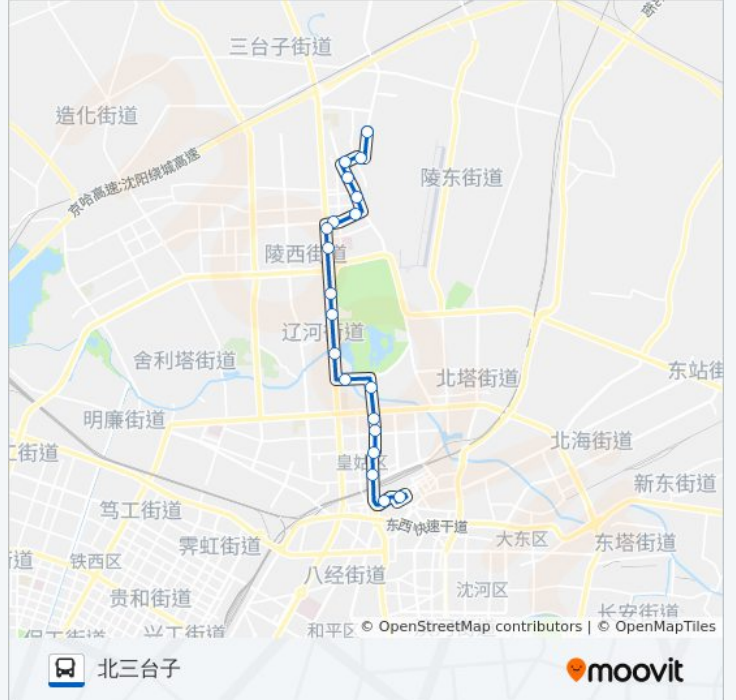 三台子街道
造化街道
京哈高速;沈阳绕城高速
陵东街道
陵西街道
辽河街道
舍利塔街道
北塔街道
东站街
明廉街道
北海街道
工街道
皇姑区
新东街道
笃工街道
东西快速干道
大东区
东塔街道
霁虹街道
铁西区
街道
八经街道
沈河区
贵和街道
长安街道
兴工街道
和平区
© OpenStreetMap contributors | © OpenMapTiles
北三台子
moovit